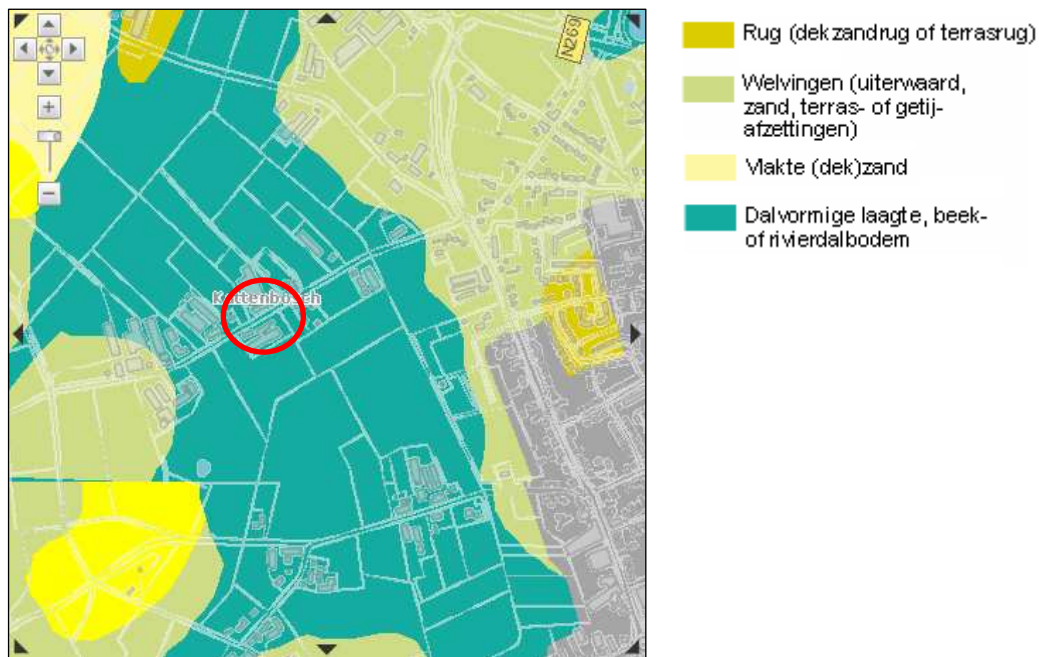 N269
Kattenbosch
Rug (dekzandrug of terrasrug)
Welvingen (uiterwaard,
zand, terras- of getij-
afzettingen)
Vlakte (dek)zand
Dalvormige laagte, beek-
of rivierdalbodem